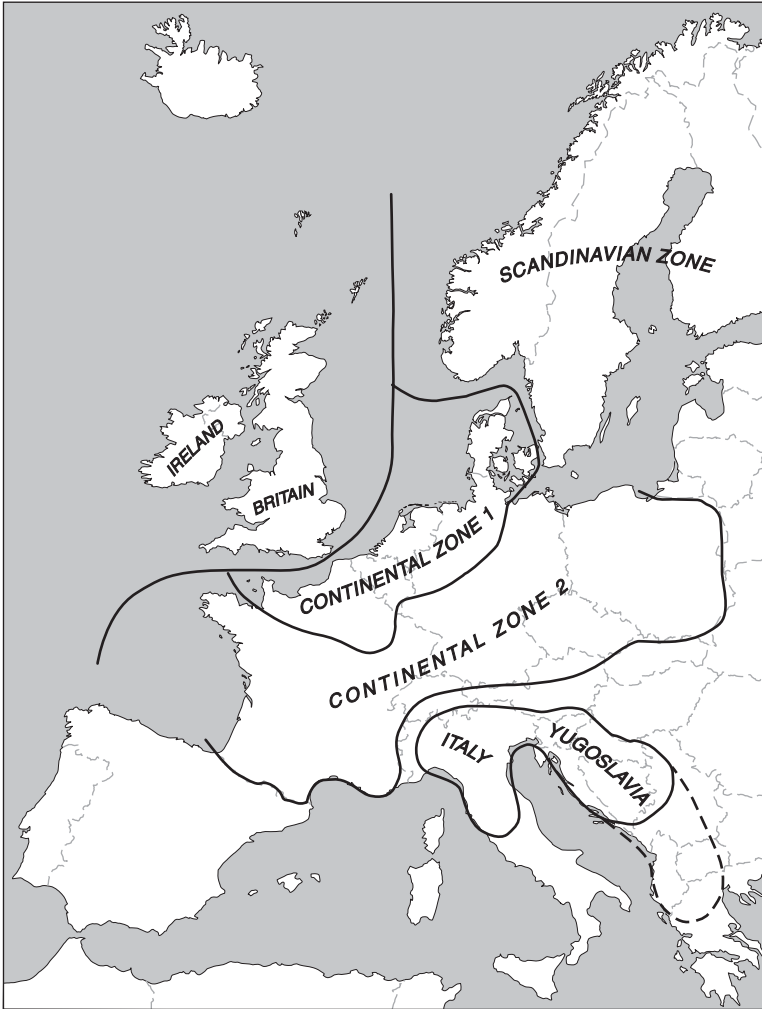 SCANDINAVIAN ZONE
IRELAND
BRITAIN
CONTINENTAL ZONE 1
CONTINENTAL ZONE 2
ITALY
YUGOSLAVIA